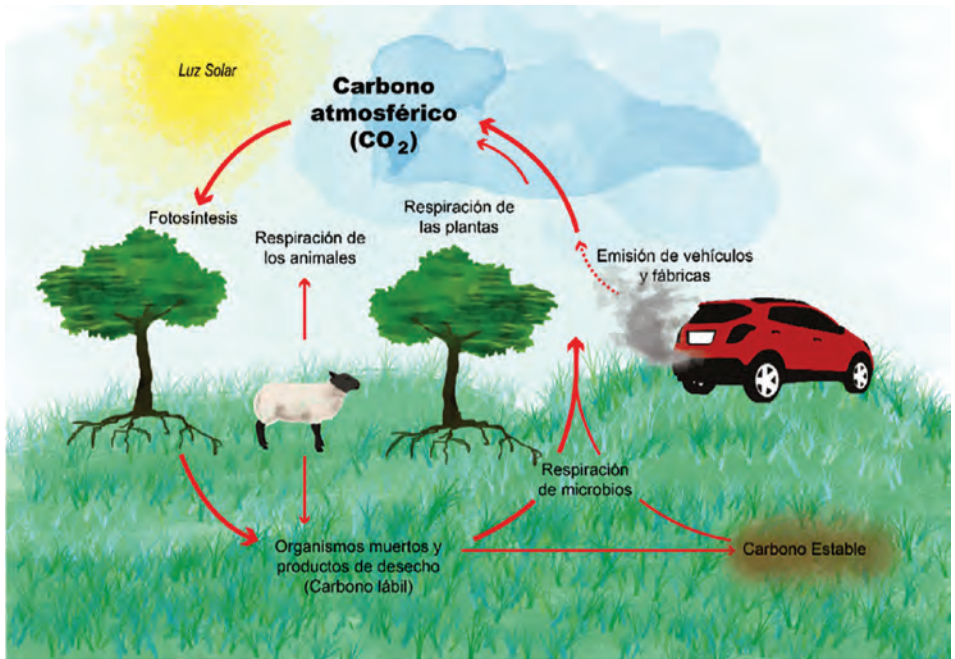 Luz Solar
Carbono
atmosférico
(CO₂)
Fotosíntesis
Respiración de
los animales
Respiración de
las plantas
Emisión de vehículos
y fábricas
Respiración
de microbios
Organismos muertos y
productos de desecho
(Carbono lábil)
Carbono Estable